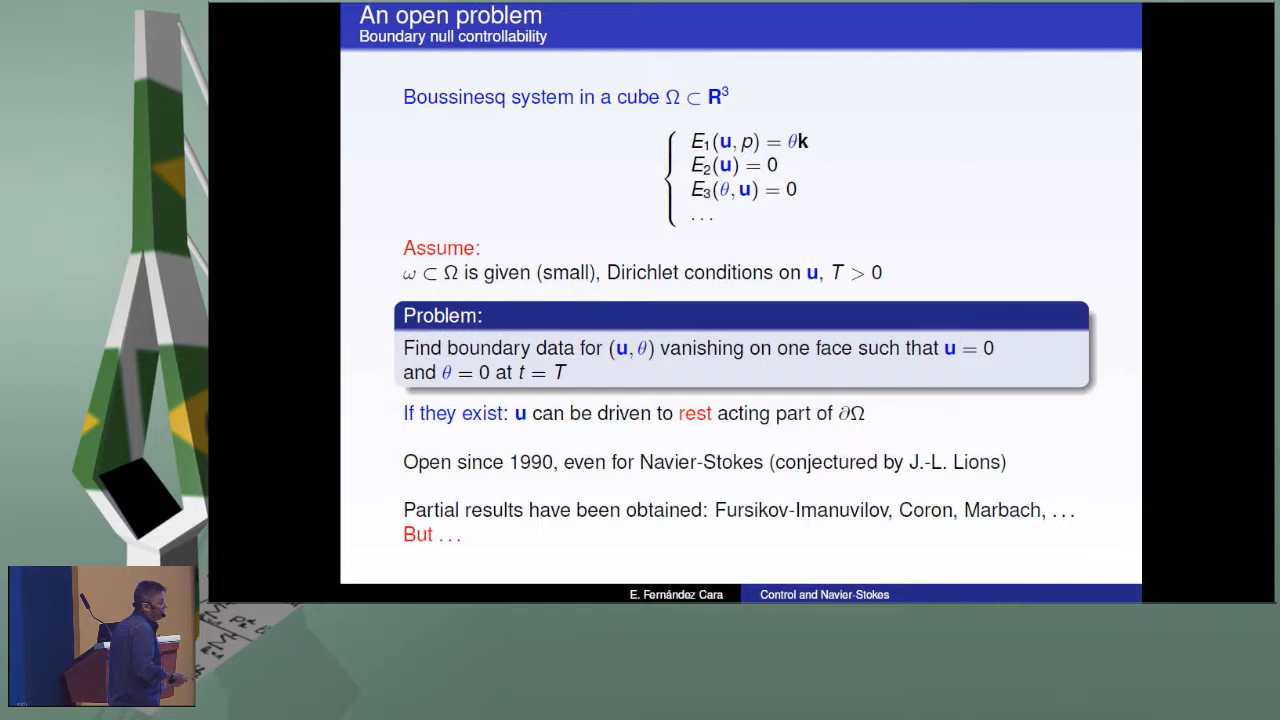 An open problem
Boundary null controllability
Boussinesq system in a cube Ω ⊂ R³
E₁(u, p) = θk
E₂(u) = 0
E₃(θ, u) = 0
. . .
Assume:
ω ⊂ Ω is given (small), Dirichlet conditions on u, T > 0
Problem:
Find boundary data for (u, θ) vanishing on one face such that u = 0
and θ = 0 at t = T
If they exist: u can be driven to rest acting part of ∂Ω
Open since 1990, even for Navier-Stokes (conjectured by J.-L. Lions)
Partial results have been obtained: Fursikov-Imanuvilov, Coron, Marbach, . . .
But . . .
E. Fernández Cara
Control and Navier-Stokes